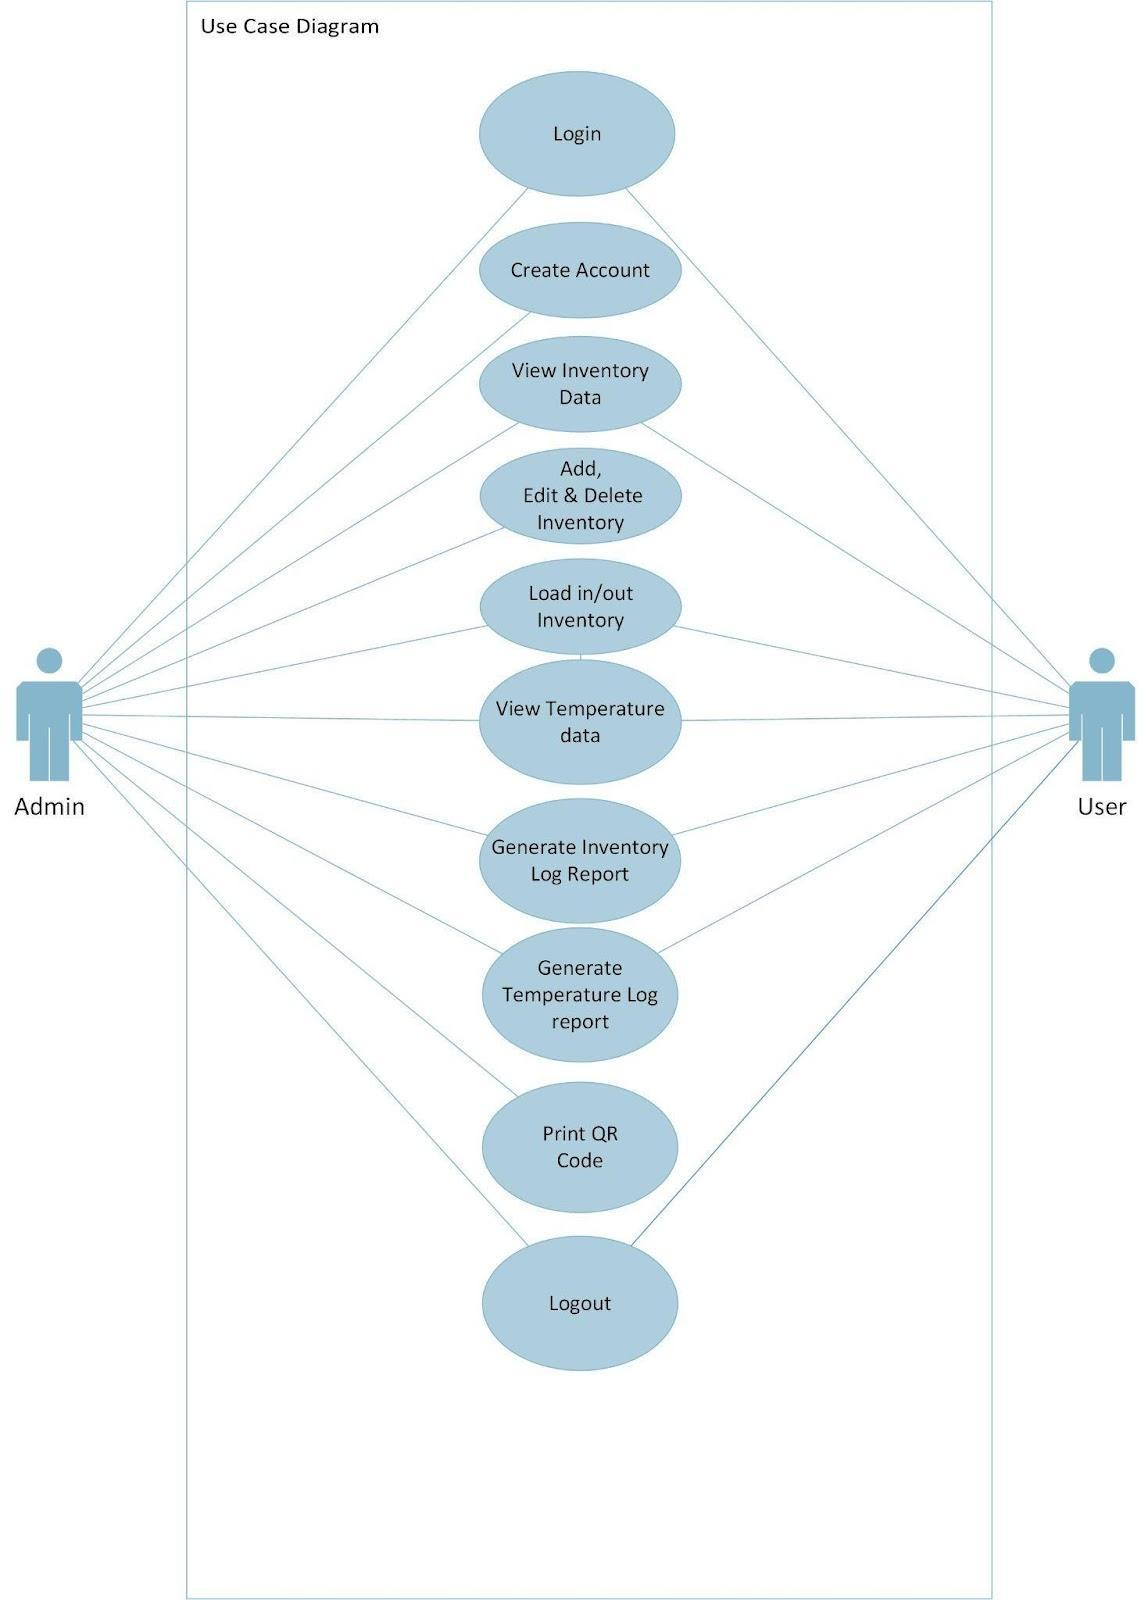 Use Case Diagram
Login
Create Account
View Inventory
Data
Add,
Edit & Delete
Inventory
Load in/out
Inventory
View Temperature
data
Admin
User
Generate Inventory
Log Report
Generate
Temperature Log
report
Print QR
Code
Logout